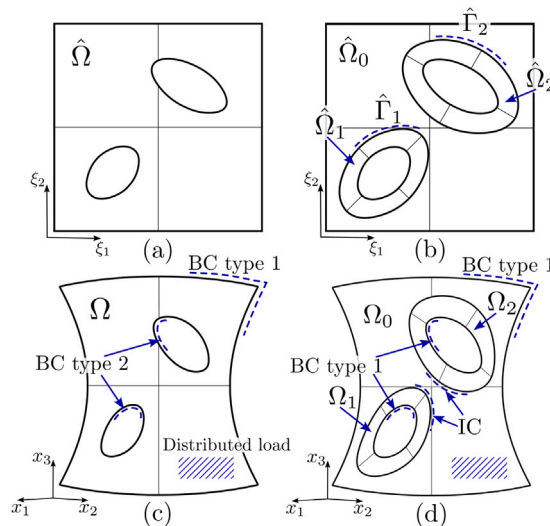 Ω̂
ξ₂
ξ₁
(a)
Γ̂₂
Ω̂₀
Ω̂₂
Γ̂₁
Ω̂₁
ξ₂
ξ₁
(b)
BC type 1
Ω
BC type 2
Distributed load
x₃
x₁ x₂
(c)
BC type 1
Ω₀
Ω₂
BC type 1
Ω₁
IC
x₃
x₁ x₂
(d)